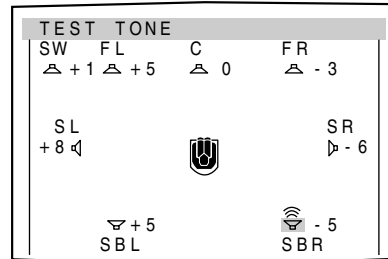 TEST TONE
SW FL C FR
+1 +5 0 -3
SL SR
+8 -6
+5 -5
SBL SBR